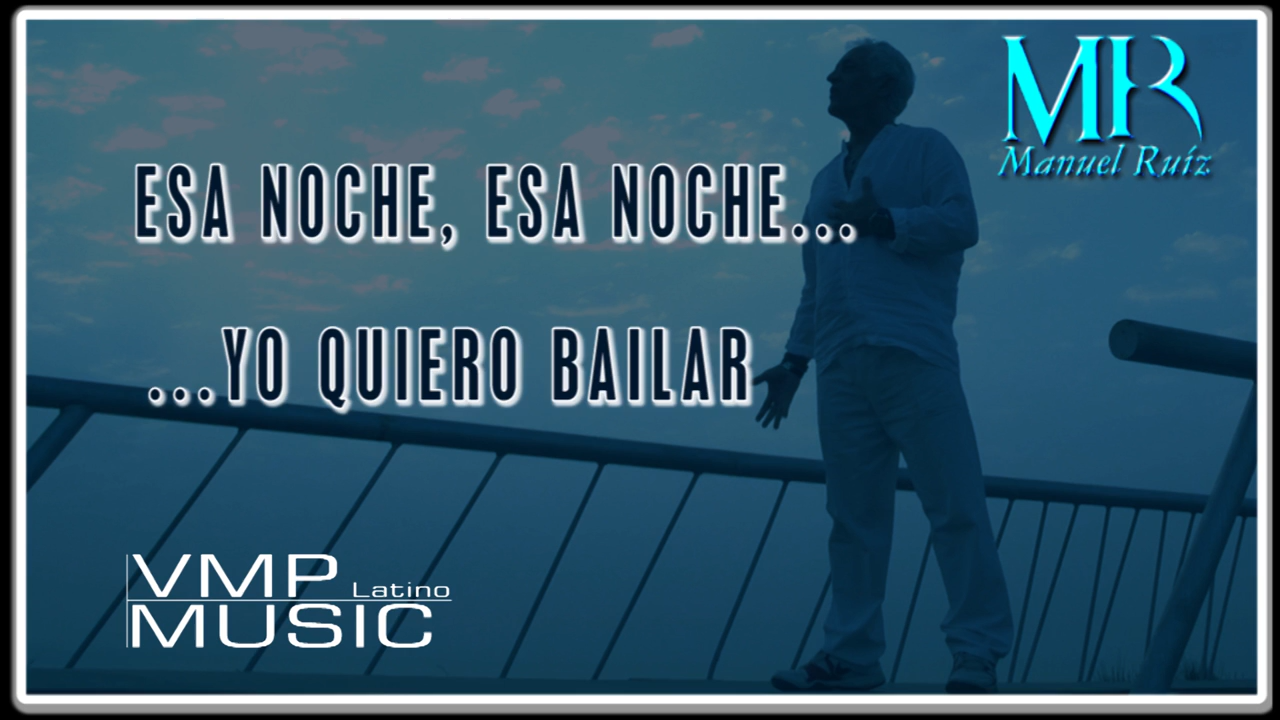 MR
Manuel Ruíz
ESA NOCHE, ESA NOCHE...
...YO QUIERO BAILAR
VMP Latino
MUSIC